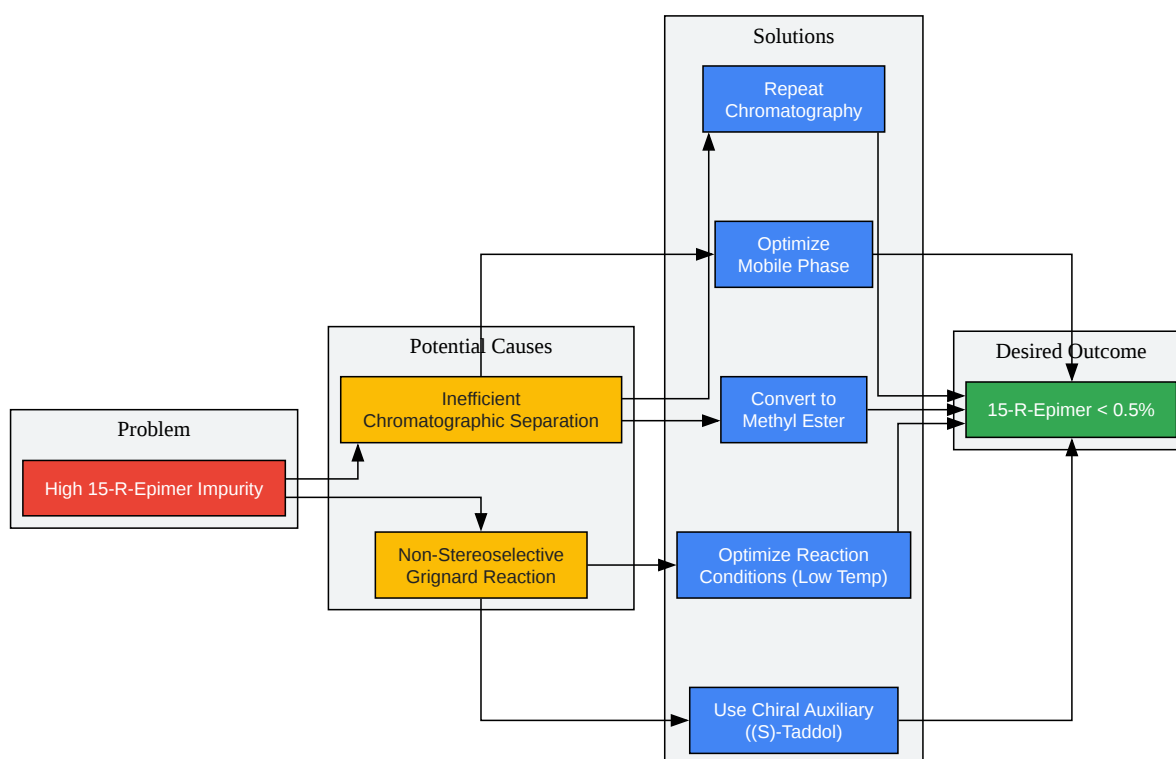 Solutions
Repeat
Chromatography
Optimize
Mobile Phase
Potential Causes
Inefficient
Chromatographic Separation
Convert to
Methyl Ester
Desired Outcome
15-R-Epimer < 0.5%
Problem
High 15-R-Epimer Impurity
Non-Stereoselective
Grignard Reaction
Optimize Reaction
Conditions (Low Temp)
Use Chiral Auxiliary
((S)-Taddol)